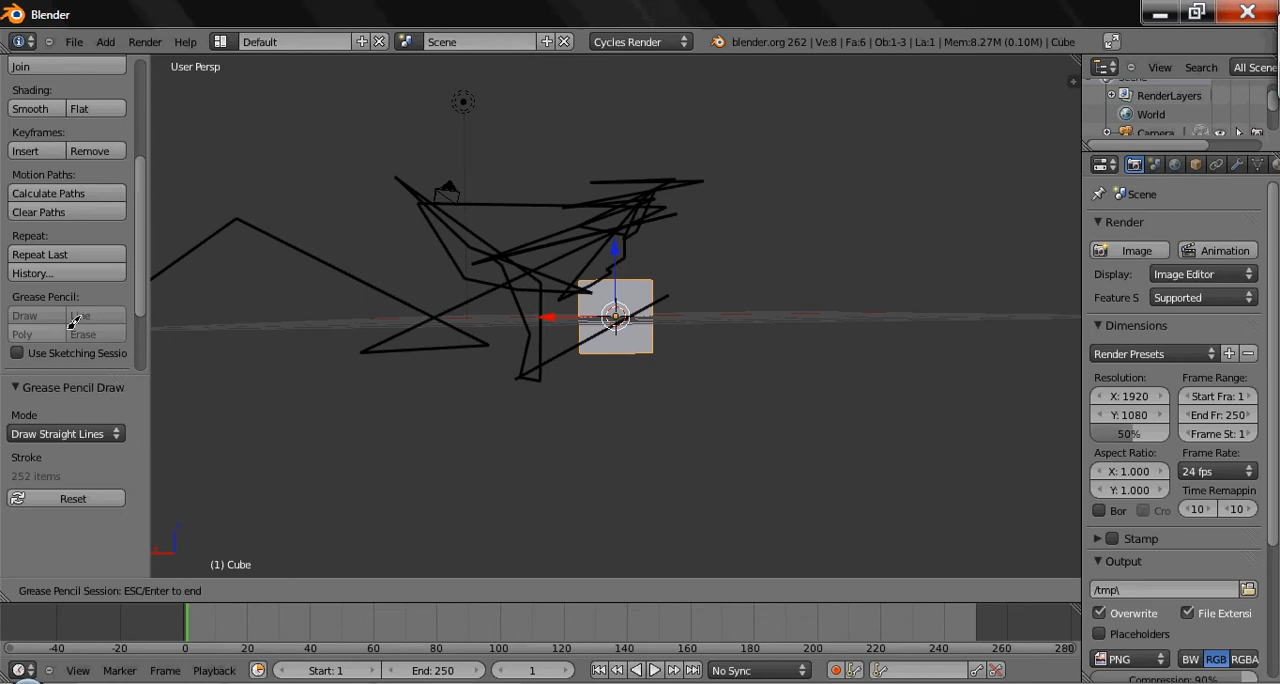 Blender
File Add Render Help Default Scene Cycles Render blender.org 262 | Ve:8 | Fa:6 | Ob:1-3 | La:1 | Mem:8.27M (0.10M) | Cube
Join
Shading:
Smooth Flat
Keyframes:
Insert Remove
Motion Paths:
Calculate Paths
Clear Paths
Repeat:
Repeat Last
History...
Grease Pencil:
Draw
Poly Erase
Use Sketching Sessio
Grease Pencil Draw
Mode
Draw Straight Lines
Stroke
252 items
Reset
User Persp
(1) Cube
Grease Pencil Session: ESC/Enter to end
View Search All Scene
RenderLayers
World
Camera
Scene
Render
Image Animation
Display: Image Editor
Feature S Supported
Dimensions
Render Presets
Resolution: Frame Range:
X: 1920 Start Fra: 1
Y: 1080 End Fr: 250
50% Frame St: 1
Aspect Ratio: Frame Rate:
X: 1.000 24 fps
Y: 1.000 Time Remappin
Bor Cro 10 10
Stamp
Output
/tmp\
Overwrite File Extensi
Placeholders
PNG BW RGB RGBA
Compression: 90%
-40 -20 0 20 40 60 80 100 120 140 160 180 200 220 240 260 280
View Marker Frame Playback Start: 1 End: 250 1 No Sync